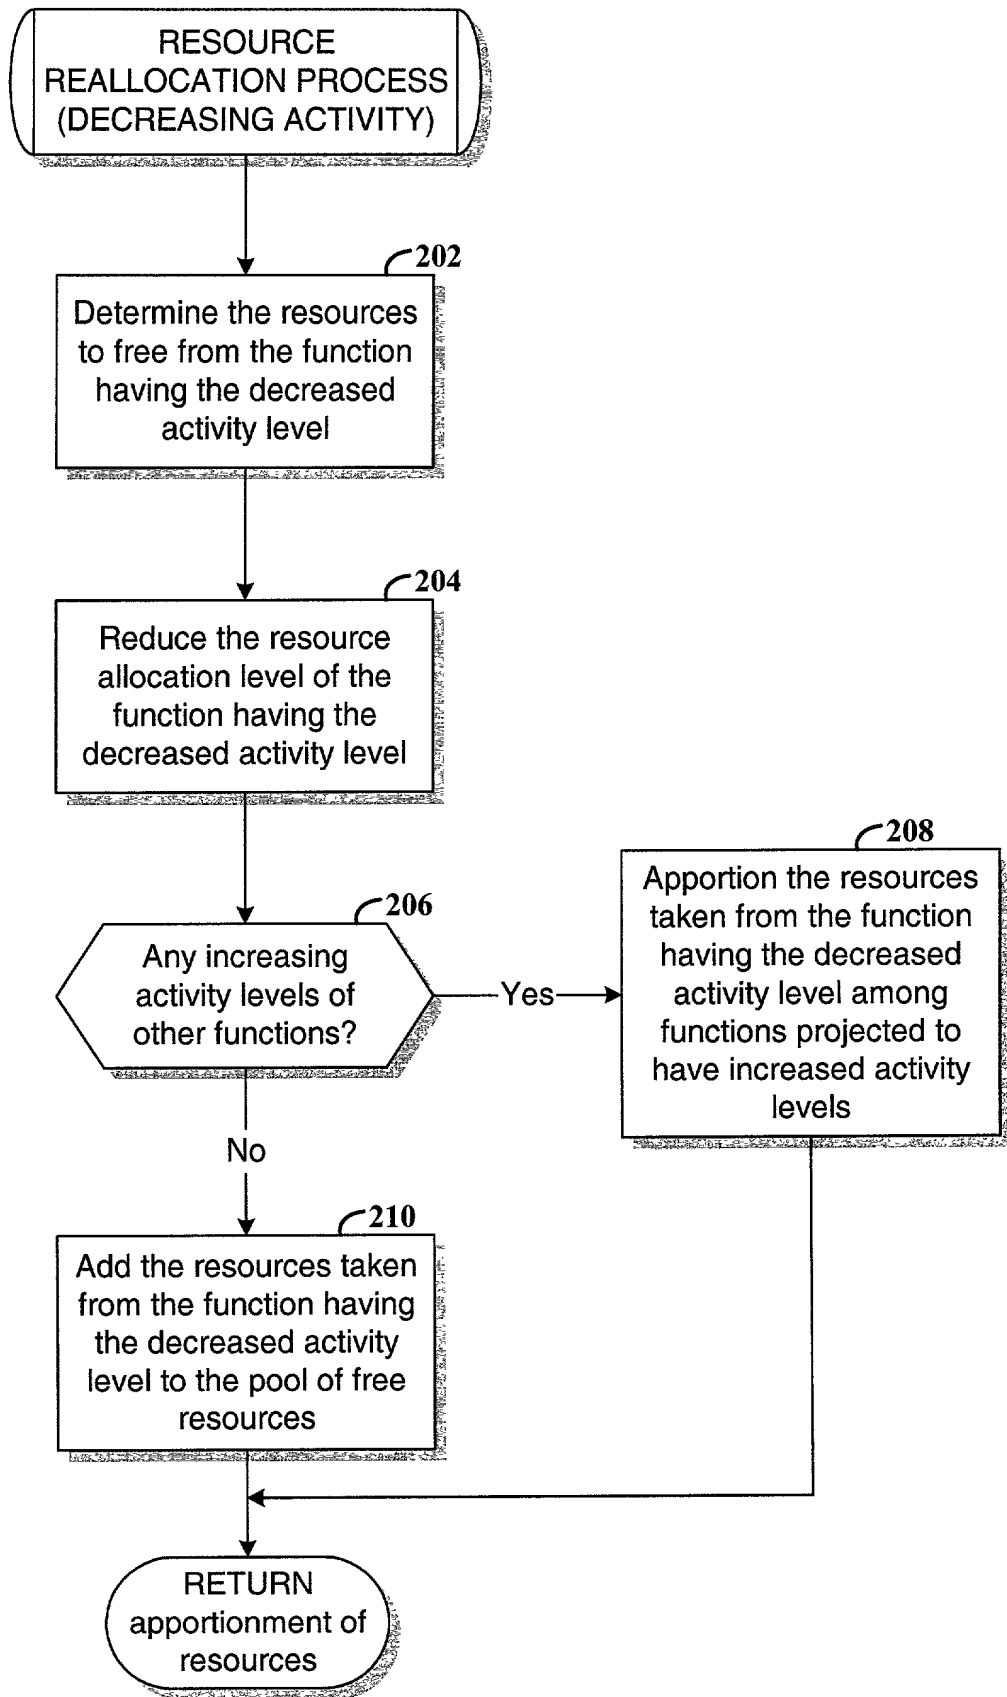 RESOURCE
REALLOCATION PROCESS
(DECREASING ACTIVITY)
202
Determine the resources
to free from the function
having the decreased
activity level
204
Reduce the resource
allocation level of the
function having the
decreased activity level
206
Any increasing
activity levels of
other functions?
Yes
208
Apportion the resources
taken from the function
having the decreased
activity level among
functions projected to
have increased activity
levels
No
210
Add the resources taken
from the function having
the decreased activity
level to the pool of free
resources
RETURN
apportionment of
resources